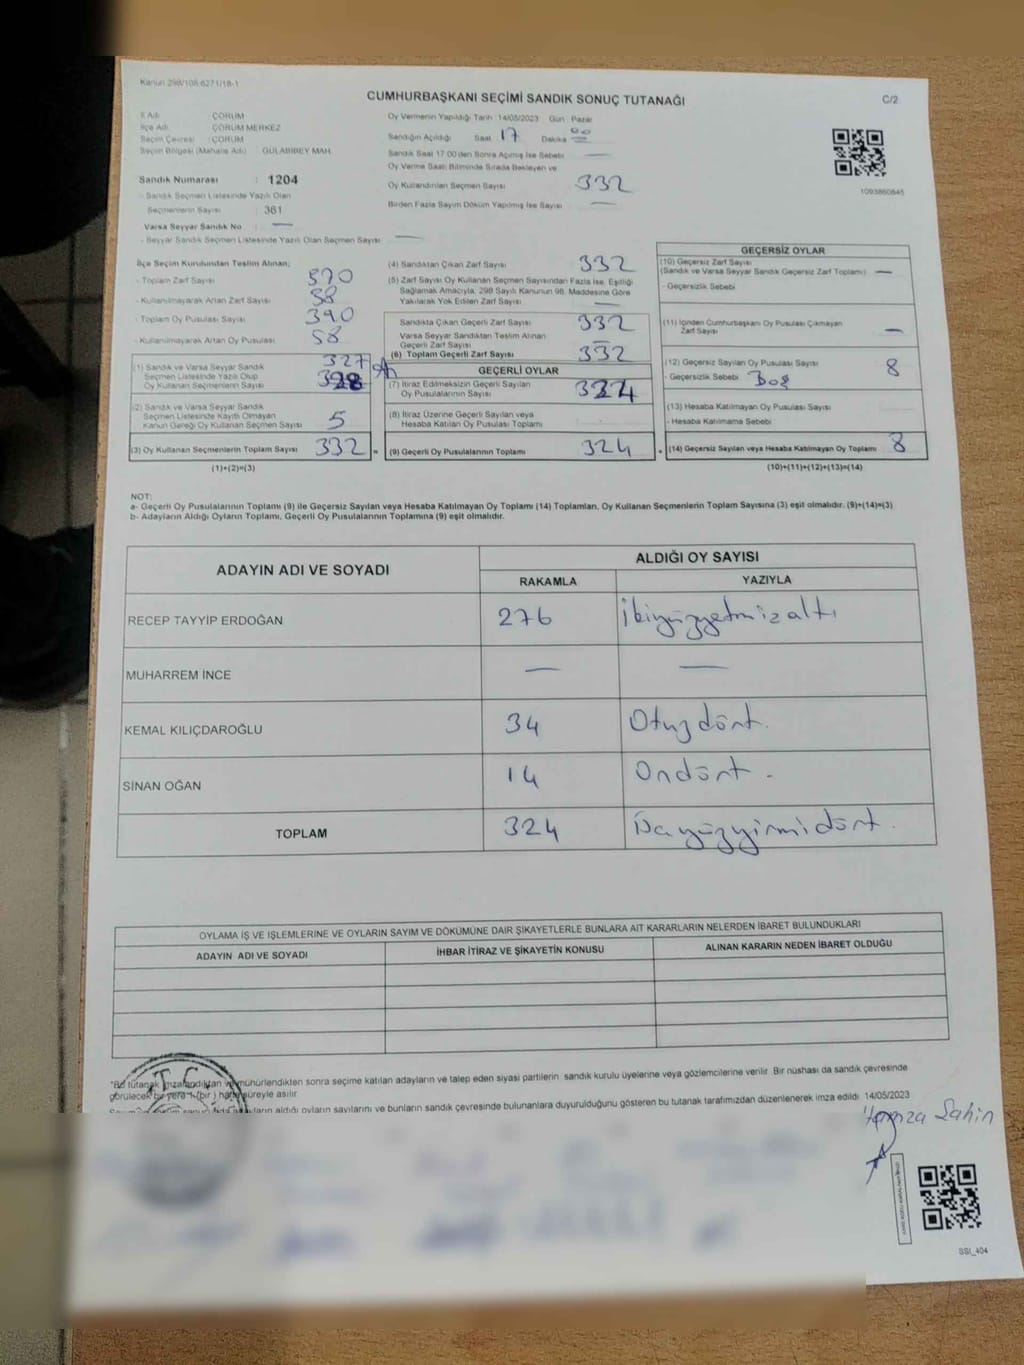 Kanun 298/105-6271/18-1
CUMHURBAŞKANI SEÇİMİ SANDIK SONUÇ TUTANAĞI
C/2
İl Adı : ÇORUM
İlçe Adı : ÇORUM MERKEZ
Seçim Çevresi : ÇORUM
Seçim Bölgesi (Mahalle Adı) : GÜLABİBEY MAH.
Sandık Numarası : 1204
- Sandık Seçmen Listesinde Yazılı Olan
Seçmenlerin Sayısı : 361
Varsa Seyyar Sandık No : —
- Seyyar Sandık Seçmen Listesinde Yazılı Olan Seçmen Sayısı —
Oy Vermenin Yapıldığı Tarih 14/05/2023 Gün Pazar
Sandığın Açıldığı Saat 17 Dakika 00
Sandık Saat 17:00'den Sonra Açılmış İse Sebebi —
Oy Verme Saati Bitiminde Sırada Bekleyen ve
Oy Kullandırılan Seçmen Sayısı 332
Birden Fazla Sayım Döküm Yapılmış İse Sayısı —
1093860645
İlçe Seçim Kurulundan Teslim Alınan;
- Toplam Zarf Sayısı 370
- Kullanılmayarak Artan Zarf Sayısı 38
- Toplam Oy Pusulası Sayısı 390
- Kullanılmayarak Artan Oy Pusulası 58
327
(1) Sandık ve Varsa Seyyar Sandık
Seçmen Listesinde Yazılı Olup
Oy Kullanan Seçmenlerin Sayısı
(2) Sandık ve Varsa Seyyar Sandık
Seçmen Listesinde Kayıtlı Olmayan
Kanun Gereği Oy Kullanan Seçmen Sayısı 5
(3) Oy Kullanan Seçmenlerin Toplam Sayısı 332 =
(1)+(2)=(3)
(4) Sandıktan Çıkan Zarf Sayısı 332
(5) Zarf Sayısı Oy Kullanan Seçmen Sayısından Fazla İse, Eşitliği
Sağlamak Amacıyla, 298 Sayılı Kanunun 98. Maddesine Göre
Yakılarak Yok Edilen Zarf Sayısı —
Sandıkta Çıkan Geçerli Zarf Sayısı 332
Varsa Seyyar Sandıktan Teslim Alınan
Geçerli Zarf Sayısı —
(6) Toplam Geçerli Zarf Sayısı 332
GEÇERLİ OYLAR
(7) İtiraz Edilmeksizin Geçerli Sayılan
Oy Pusulalarının Sayısı 324
(8) İtiraz Üzerine Geçerli Sayılan veya
Hesaba Katılan Oy Pusulası Toplamı
(9) Geçerli Oy Pusulalarının Toplamı 324 +
GEÇERSİZ OYLAR
(10) Geçersiz Zarf Sayısı
(Sandık ve Varsa Seyyar Sandık Geçersiz Zarf Toplamı) —
- Geçersizlik Sebebi
(11) İçinden Cumhurbaşkanı Oy Pusulası Çıkmayan
Zarf Sayısı —
(12) Geçersiz Sayılan Oy Pusulası Sayısı 8
- Geçersizlik Sebebi Boş
(13) Hesaba Katılmayan Oy Pusulası Sayısı
- Hesaba Katılmama Sebebi
(14) Geçersiz Sayılan veya Hesaba Katılmayan Oy Toplamı 8
(10)+(11)+(12)+(13)=(14)
NOT:
a- Geçerli Oy Pusulalarının Toplamı (9) ile Geçersiz Sayılan veya Hesaba Katılmayan Oy Toplamı (14) Toplamları, Oy Kullanan Seçmenlerin Toplam Sayısına (3) eşit olmalıdır. (9)+(14)=(3)
b- Adayların Aldığı Oyların Toplamı, Geçerli Oy Pusulalarının Toplamına (9) eşit olmalıdır.
ADAYIN ADI VE SOYADI
ALDIĞI OY SAYISI
RAKAMLA YAZIYLA
RECEP TAYYİP ERDOĞAN 276 İkiyüzyetmişaltı
MUHARREM İNCE — —
KEMAL KILIÇDAROĞLU 34 Otuzdört.
SİNAN OĞAN 14 Ondört -
TOPLAM 324 Üçyüzyirmidört.
OYLAMA İŞ VE İŞLEMLERİNE VE OYLARIN SAYIM VE DÖKÜMÜNE DAİR ŞİKAYETLERLE BUNLARA AİT KARARLARIN NELERDEN İBARET BULUNDUKLARI
ADAYIN ADI VE SOYADI İHBAR İTİRAZ VE ŞİKAYETİN KONUSU ALINAN KARARIN NEDEN İBARET OLDUĞU
*Bu tutanak imzalandıktan ve mühürlendikten sonra seçime katılan adayların ve talep eden siyasi partilerin sandık kurulu üyelerine veya gözlemcilerine verilir. Bir nüshası da sandık çevresinde
görülecek bir yere 1 (bir) hafta süreyle asılır.
adayların aldığı oyların sayılarını ve bunların sandık çevresinde bulunanlara duyurulduğunu gösteren bu tutanak tarafımızdan düzenlenerek imza edildi. 14/05/2023
T.C.
Hamza Şahin
SSI_404